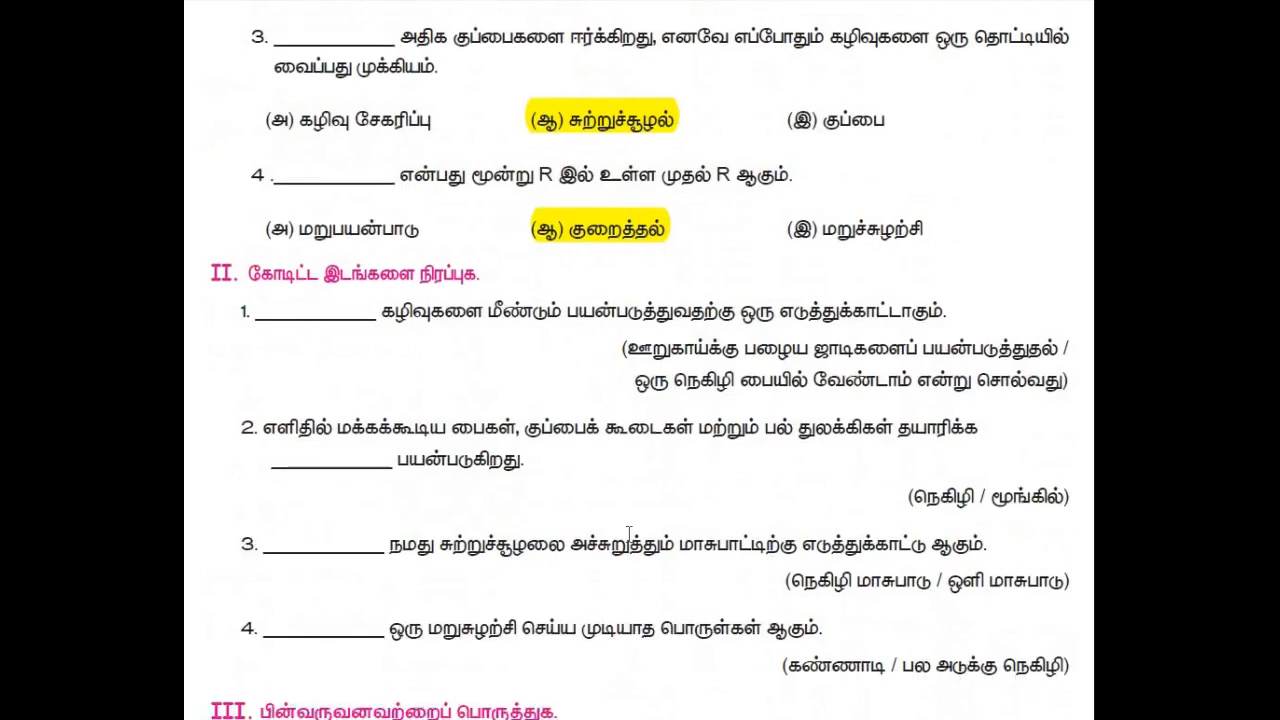 3. ____________ அதிக குப்பைகளை ஈர்க்கிறது, எனவே எப்போதும் கழிவுகளை ஒரு தொட்டியில்
வைப்பது முக்கியம்.
(அ) கழிவு சேகரிப்பு (ஆ) சுற்றுச்சூழல் (இ) குப்பை
4 .____________ என்பது மூன்று R இல் உள்ள முதல் R ஆகும்.
(அ) மறுபயன்பாடு (ஆ) குறைத்தல் (இ) மறுச்சுழற்சி
II. கோடிட்ட இடங்களை நிரப்புக.
1. ____________ கழிவுகளை மீண்டும் பயன்படுத்துவதற்கு ஒரு எடுத்துக்காட்டாகும்.
(ஊறுகாய்க்கு பழைய ஜாடிகளைப் பயன்படுத்துதல் /
ஒரு நெகிழி பையில் வேண்டாம் என்று சொல்வது)
2. எளிதில் மக்கக்கூடிய பைகள், குப்பைக் கூடைகள் மற்றும் பல் துலக்கிகள் தயாரிக்க
____________ பயன்படுகிறது.
(நெகிழி / மூங்கில்)
3. ____________ நமது சுற்றுச்சூழலை அச்சுறுத்தும் மாசுபாட்டிற்கு எடுத்துக்காட்டு ஆகும்.
(நெகிழி மாசுபாடு / ஒளி மாசுபாடு)
4. ____________ ஒரு மறுசுழற்சி செய்ய முடியாத பொருள்கள் ஆகும்.
(கண்ணாடி / பல அடுக்கு நெகிழி)
III. பின்வருவனவற்றைப் பொருத்துக.